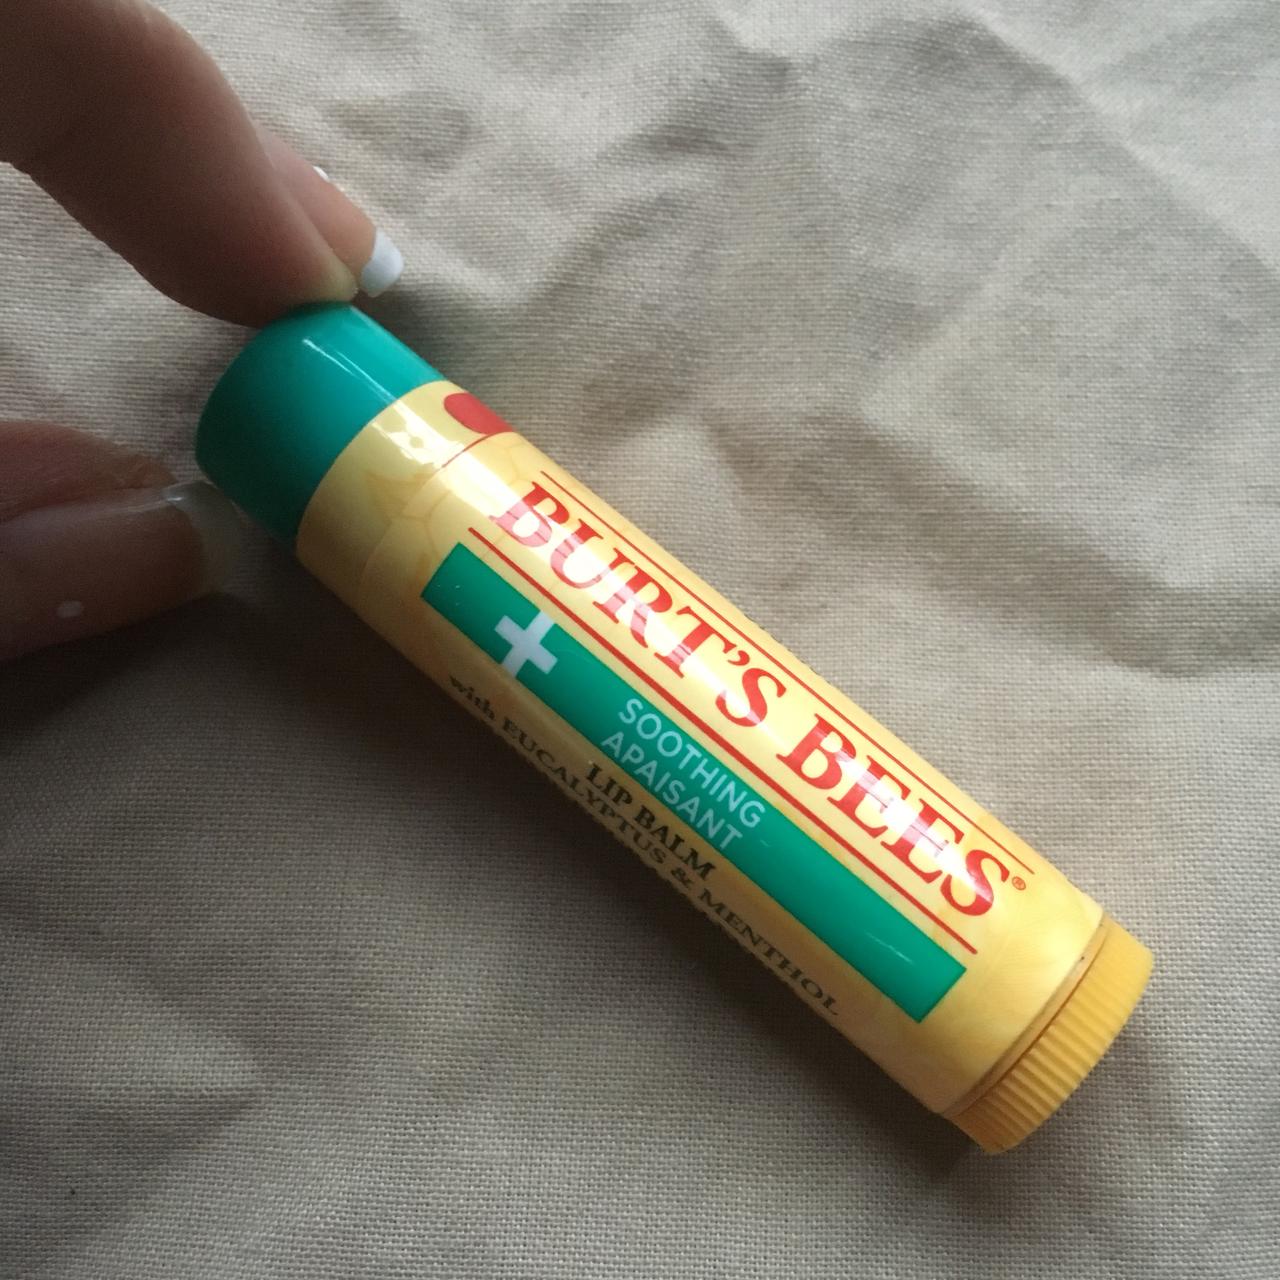 BURT'S BEES®
SOOTHING
APAISANT
LIP BALM
with EUCALYPTUS & MENTHOL